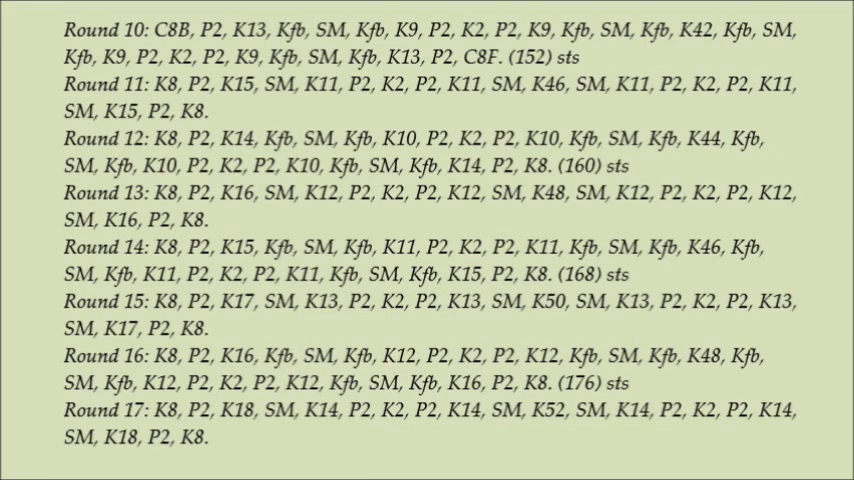 Round 10: C8B, P2, K13, Kfb, SM, Kfb, K9, P2, K2, P2, K9, Kfb, SM, Kfb, K42, Kfb, SM,
Kfb, K9, P2, K2, P2, K9, Kfb, SM, Kfb, K13, P2, C8F. (152) sts
Round 11: K8, P2, K15, SM, K11, P2, K2, P2, K11, SM, K46, SM, K11, P2, K2, P2, K11,
SM, K15, P2, K8.
Round 12: K8, P2, K14, Kfb, SM, Kfb, K10, P2, K2, P2, K10, Kfb, SM, Kfb, K44, Kfb,
SM, Kfb, K10, P2, K2, P2, K10, Kfb, SM, Kfb, K14, P2, K8. (160) sts
Round 13: K8, P2, K16, SM, K12, P2, K2, P2, K12, SM, K48, SM, K12, P2, K2, P2, K12,
SM, K16, P2, K8.
Round 14: K8, P2, K15, Kfb, SM, Kfb, K11, P2, K2, P2, K11, Kfb, SM, Kfb, K46, Kfb,
SM, Kfb, K11, P2, K2, P2, K11, Kfb, SM, Kfb, K15, P2, K8. (168) sts
Round 15: K8, P2, K17, SM, K13, P2, K2, P2, K13, SM, K50, SM, K13, P2, K2, P2, K13,
SM, K17, P2, K8.
Round 16: K8, P2, K16, Kfb, SM, Kfb, K12, P2, K2, P2, K12, Kfb, SM, Kfb, K48, Kfb,
SM, Kfb, K12, P2, K2, P2, K12, Kfb, SM, Kfb, K16, P2, K8. (176) sts
Round 17: K8, P2, K18, SM, K14, P2, K2, P2, K14, SM, K52, SM, K14, P2, K2, P2, K14,
SM, K18, P2, K8.